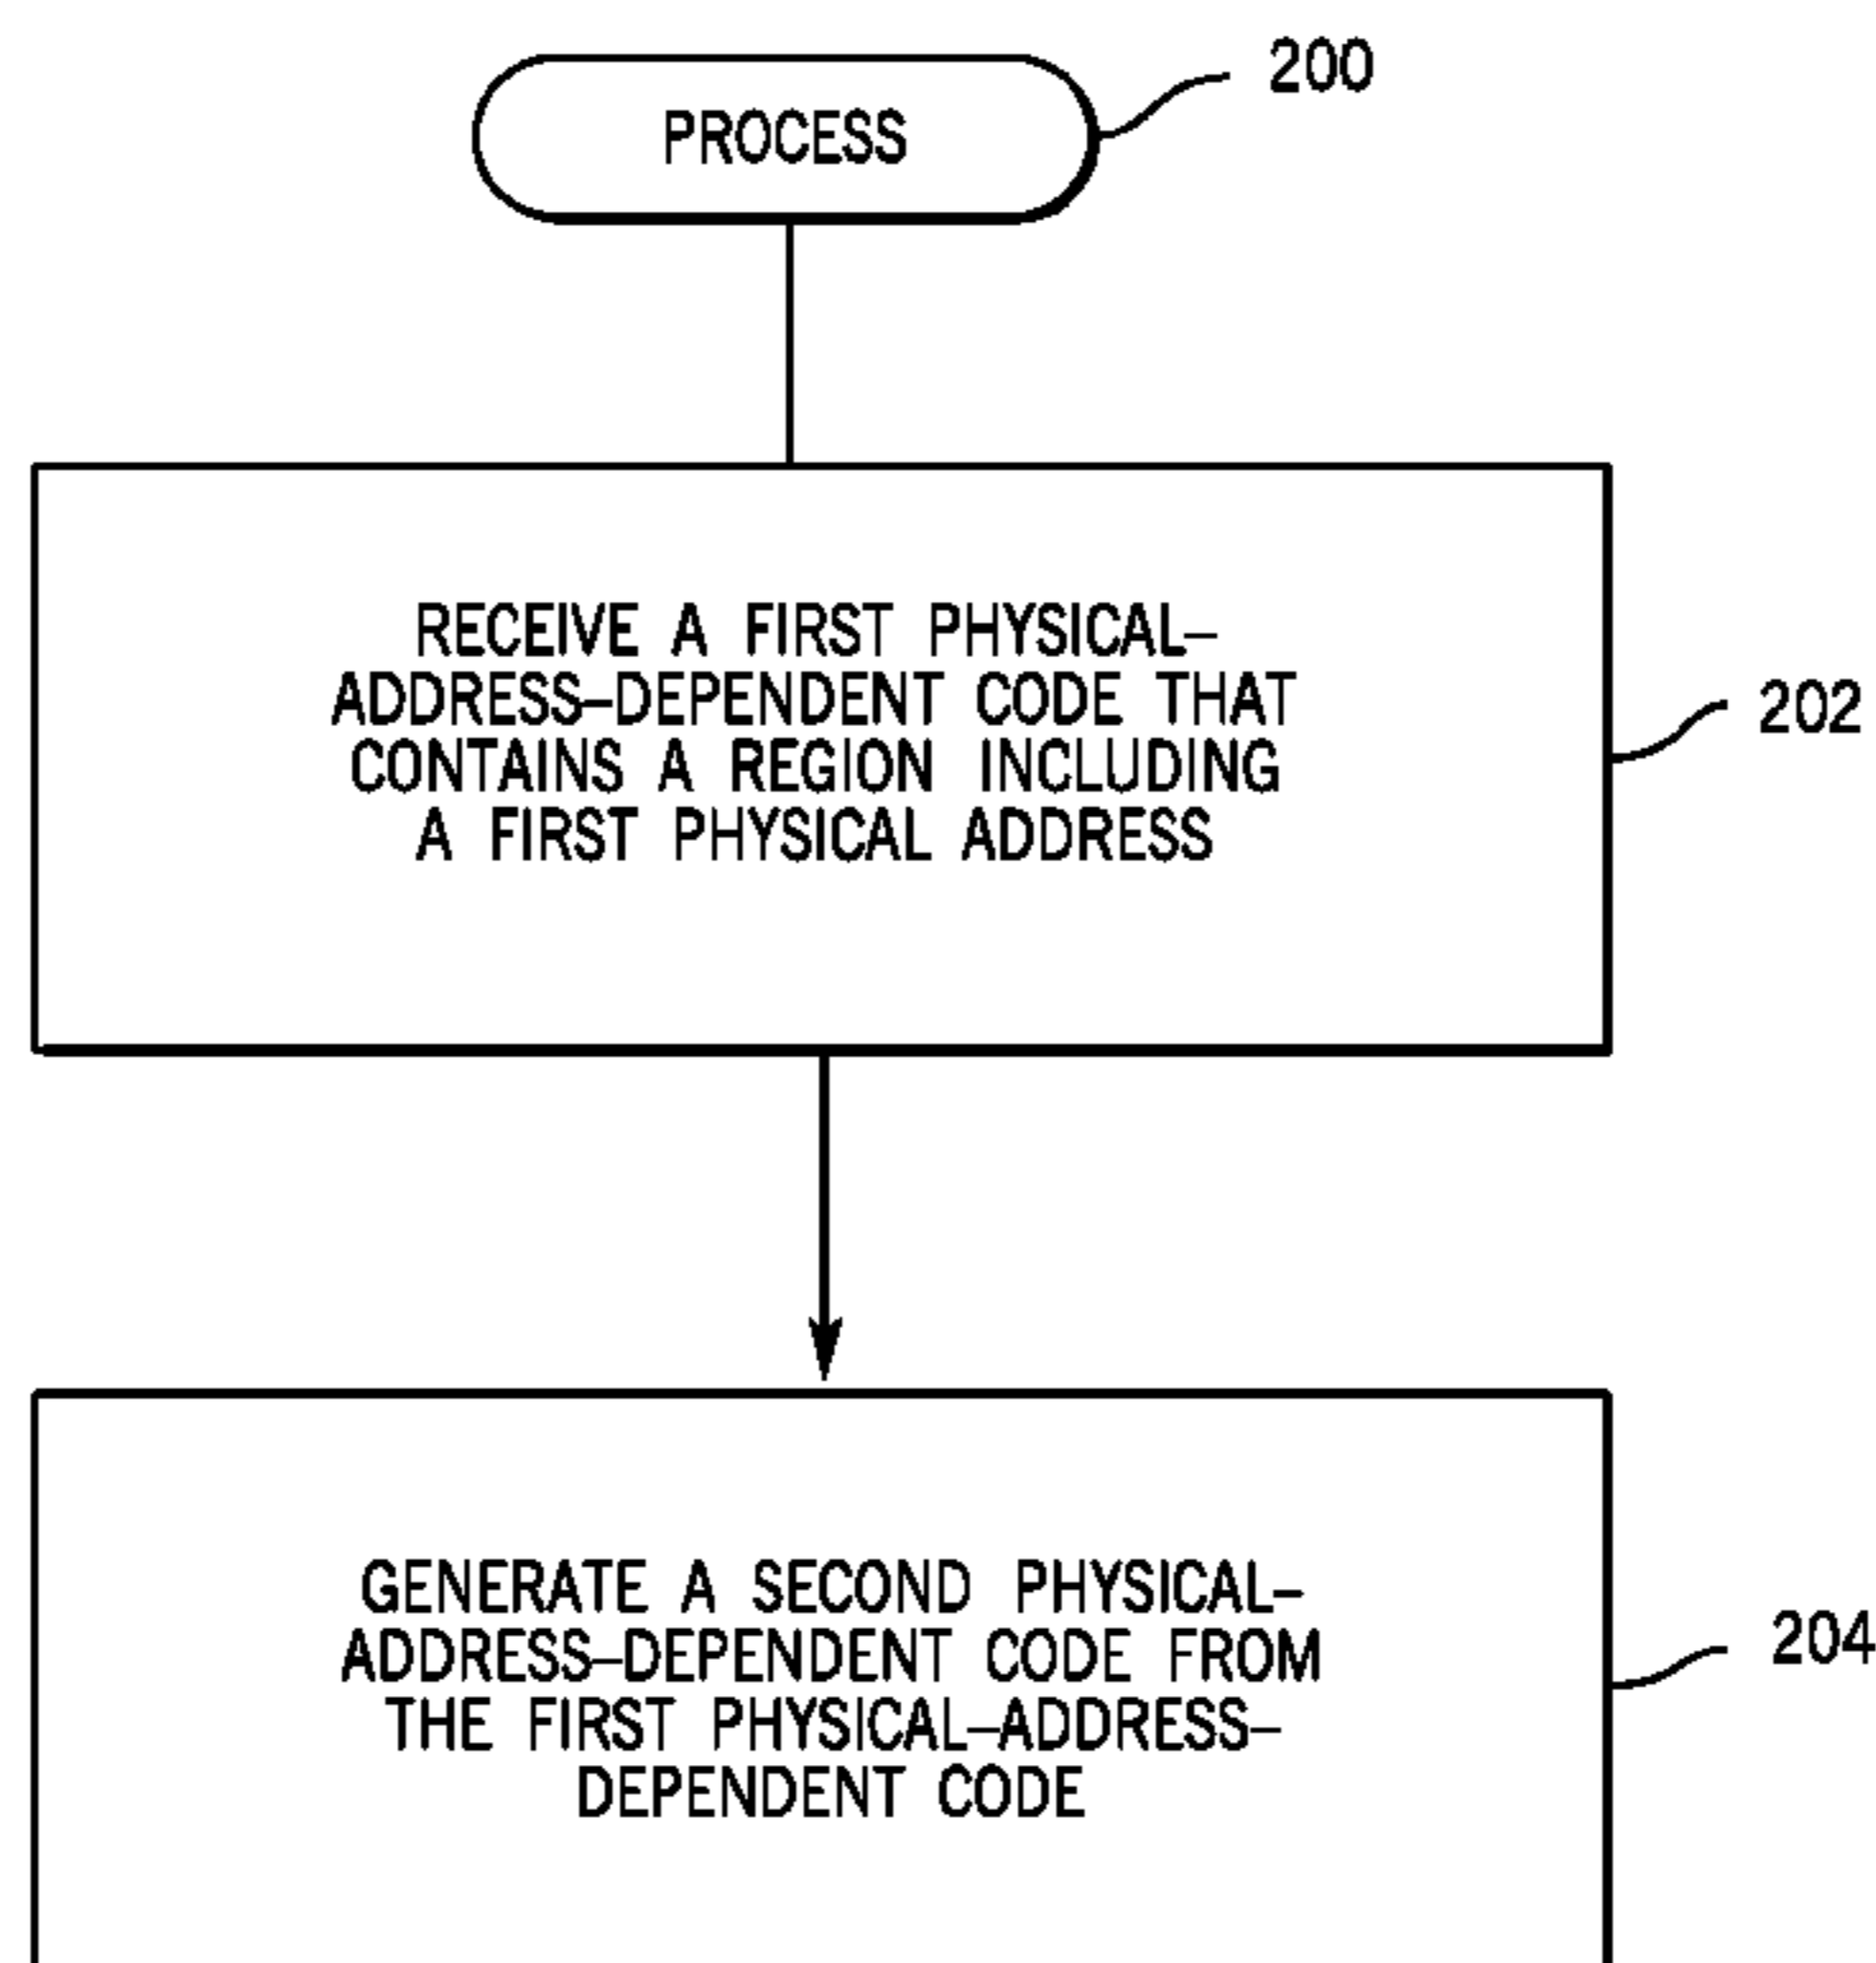 PROCESS
200
RECEIVE A FIRST PHYSICAL–
ADDRESS–DEPENDENT CODE THAT
CONTAINS A REGION INCLUDING
A FIRST PHYSICAL ADDRESS
202
GENERATE A SECOND PHYSICAL–
ADDRESS–DEPENDENT CODE FROM
THE FIRST PHYSICAL–ADDRESS–
DEPENDENT CODE
204